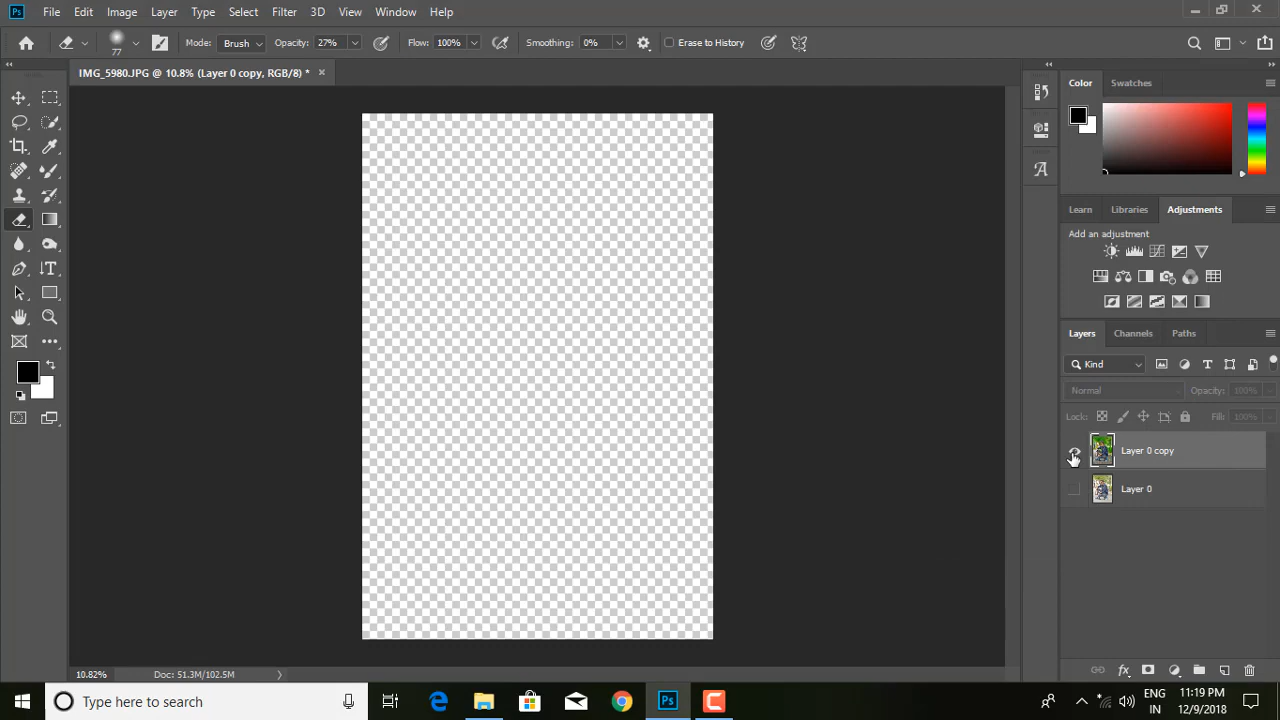 Ps File Edit Image Layer Type Select Filter 3D View Window Help
77 Mode: Brush Opacity: 27% Flow: 100% Smoothing: 0% Erase to History
IMG_5980.JPG @ 10.8% (Layer 0 copy, RGB/8) *
Color Swatches
Learn Libraries Adjustments
Add an adjustment
Layers Channels Paths
Kind
Normal Opacity: 100%
Lock: Fill: 100%
Layer 0 copy
Layer 0
10.82% Doc: 51.3M/102.5M
Type here to search
Ps
ENG
IN
11:19 PM
12/9/2018